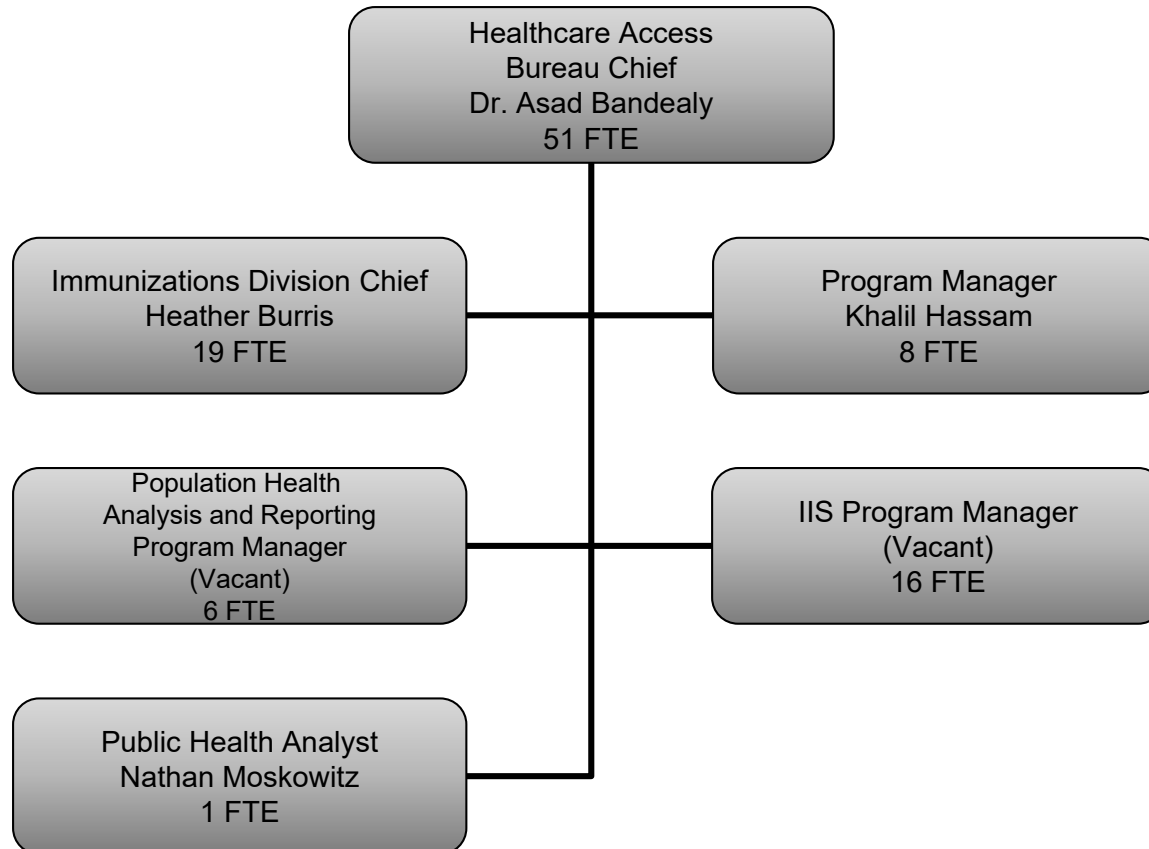 Healthcare Access
Bureau Chief
Dr. Asad Bandealy
51 FTE
Immunizations Division Chief
Heather Burris
19 FTE
Program Manager
Khalil Hassam
8 FTE
Population Health
Analysis and Reporting
Program Manager
(Vacant)
6 FTE
IIS Program Manager
(Vacant)
16 FTE
Public Health Analyst
Nathan Moskowitz
1 FTE